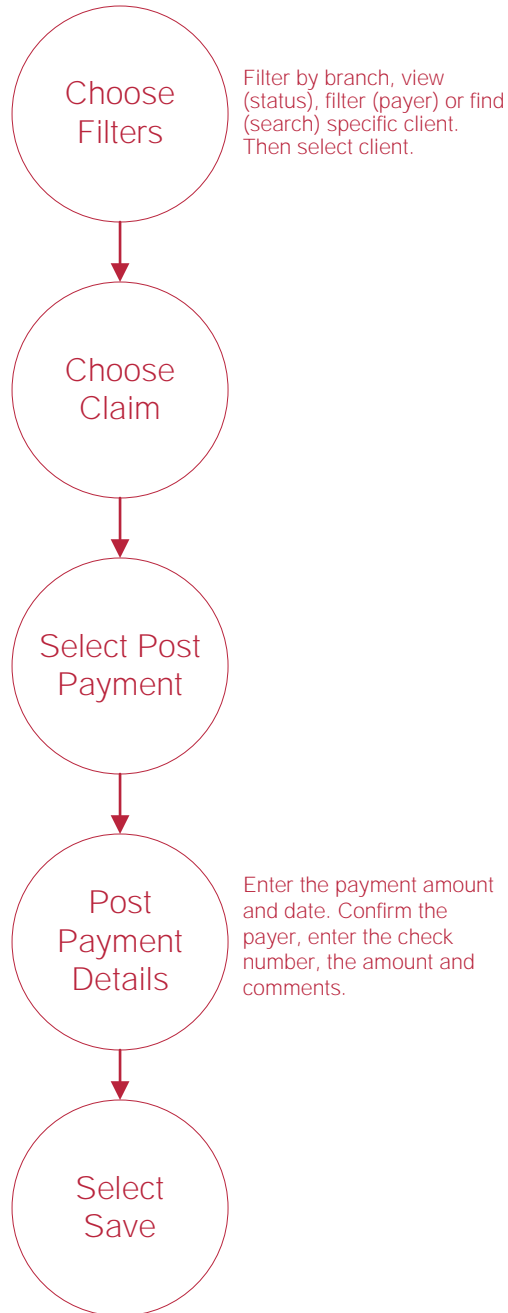 Choose
Filters
Filter by branch, view
(status), filter (payer) or find
(search) specific client.
Then select client.
Choose
Claim
Select Post
Payment
Post
Payment
Details
Enter the payment amount
and date. Confirm the
payer, enter the check
number, the amount and
comments.
Select
Save